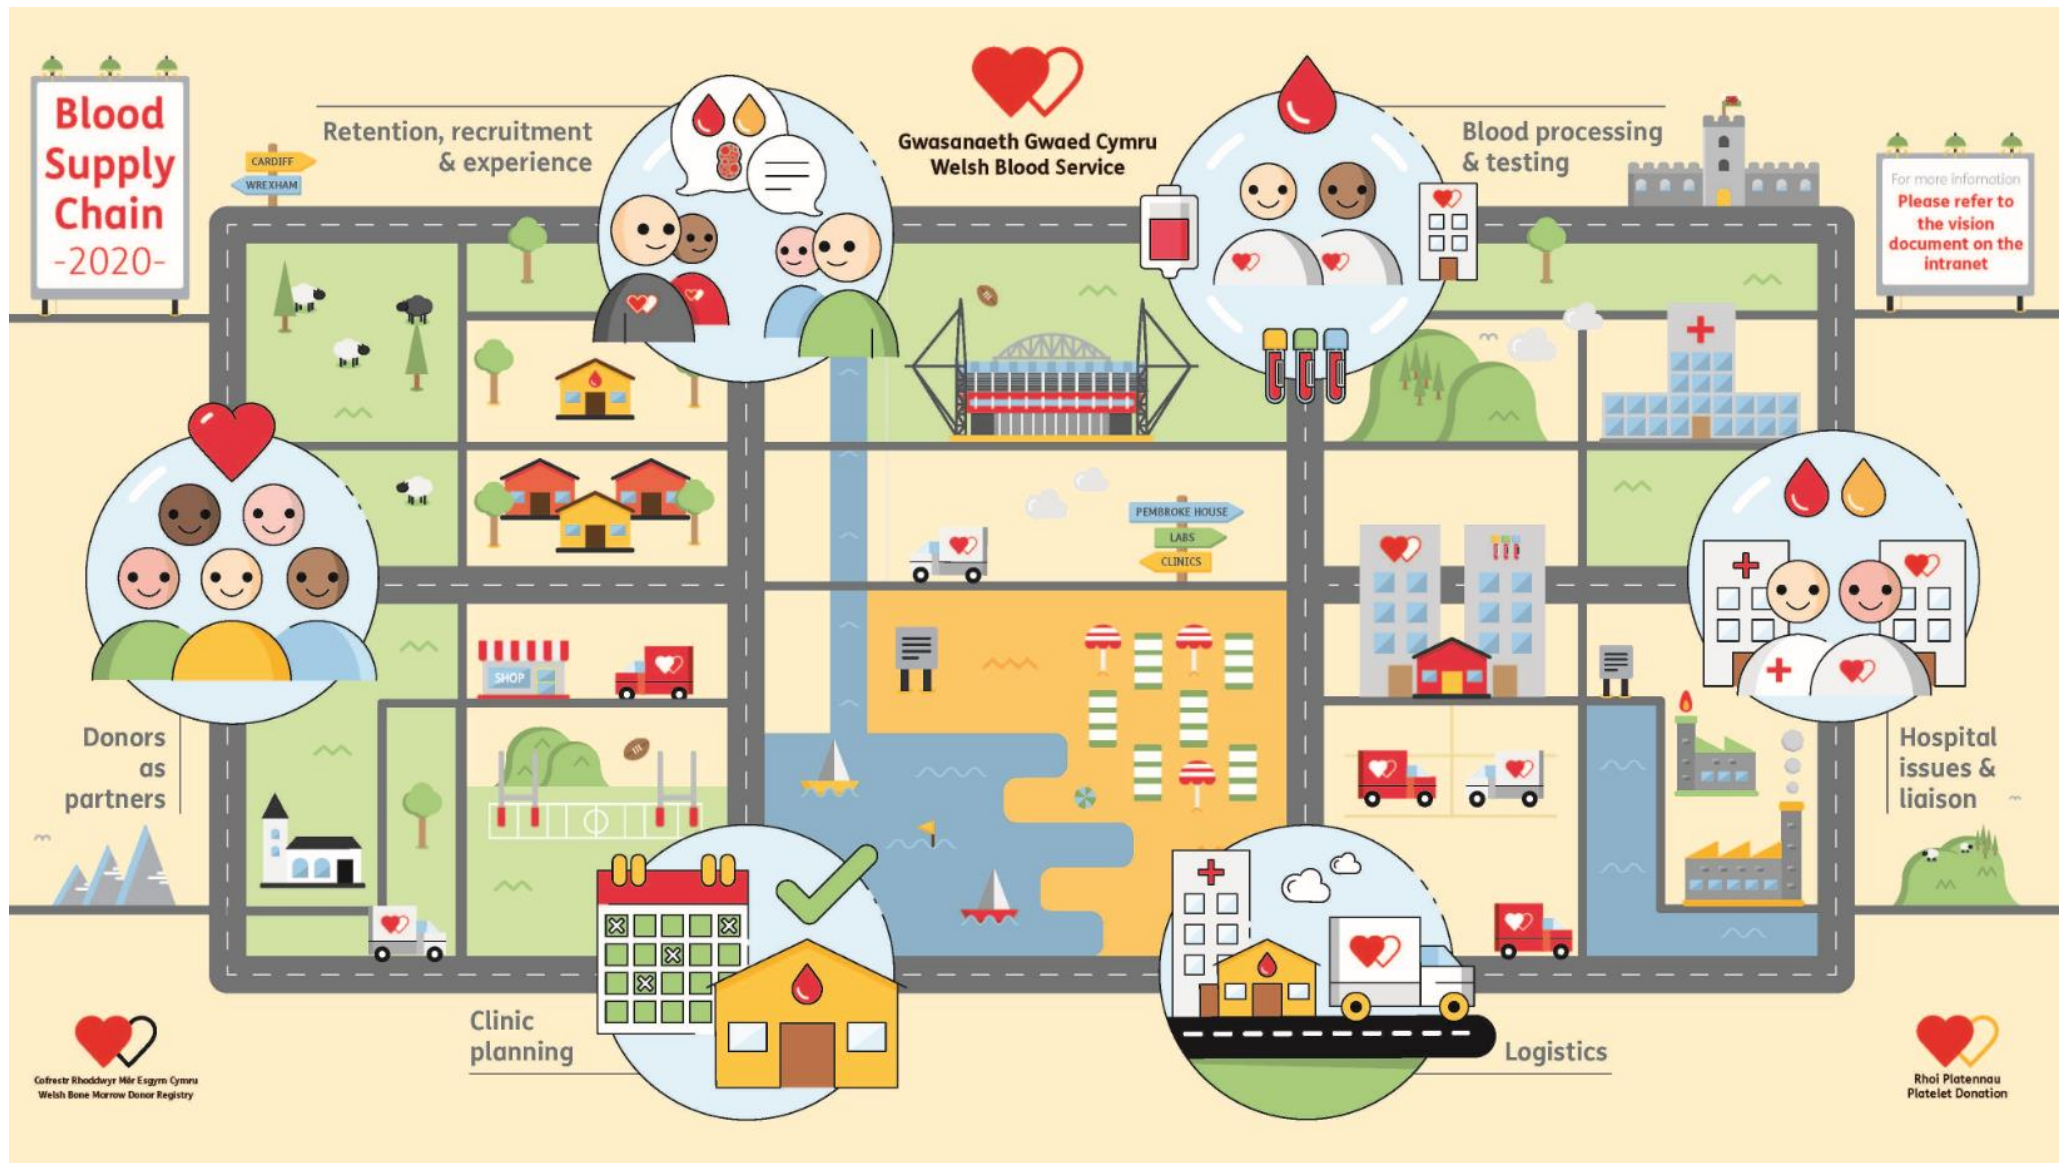 Blood
Supply
Chain
-2020-
CARDIFF
WREXHAM
Retention, recruitment
& experience
Gwasanaeth Gwaed Cymru
Welsh Blood Service
Blood processing
& testing
For more infomation
Please refer to
the vision
document on the
intranet
PEMBROKE HOUSE
LABS
CLINICS
SHOP
Donors
as
partners
Hospital
issues &
liaison
Clinic
planning
Logistics
Cofrestr Rhoddwyr Mêr Esgyrn Cymru
Welsh Bone Marrow Donor Registry
Rhoi Platennau
Platelet Donation